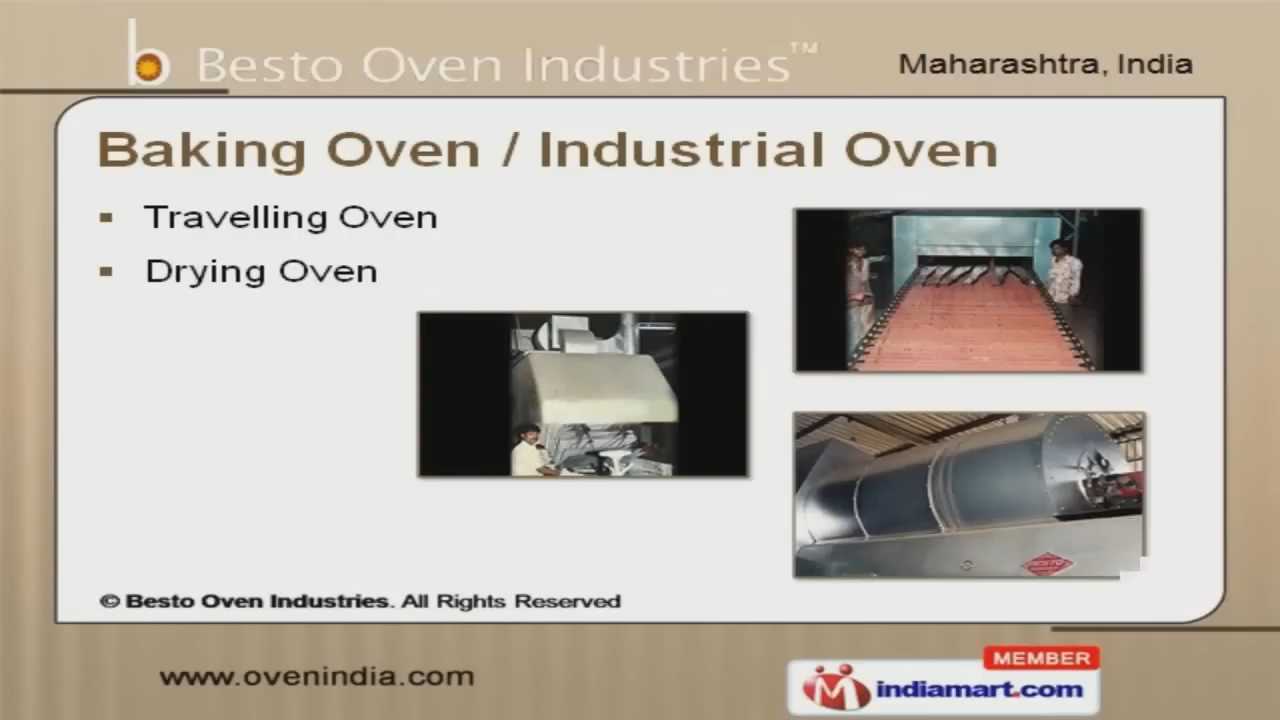 b Besto Oven Industries™
Maharashtra, India
Baking Oven / Industrial Oven
▪ Travelling Oven
▪ Drying Oven
© Besto Oven Industries. All Rights Reserved
www.ovenindia.com
MEMBER
indiamart.com